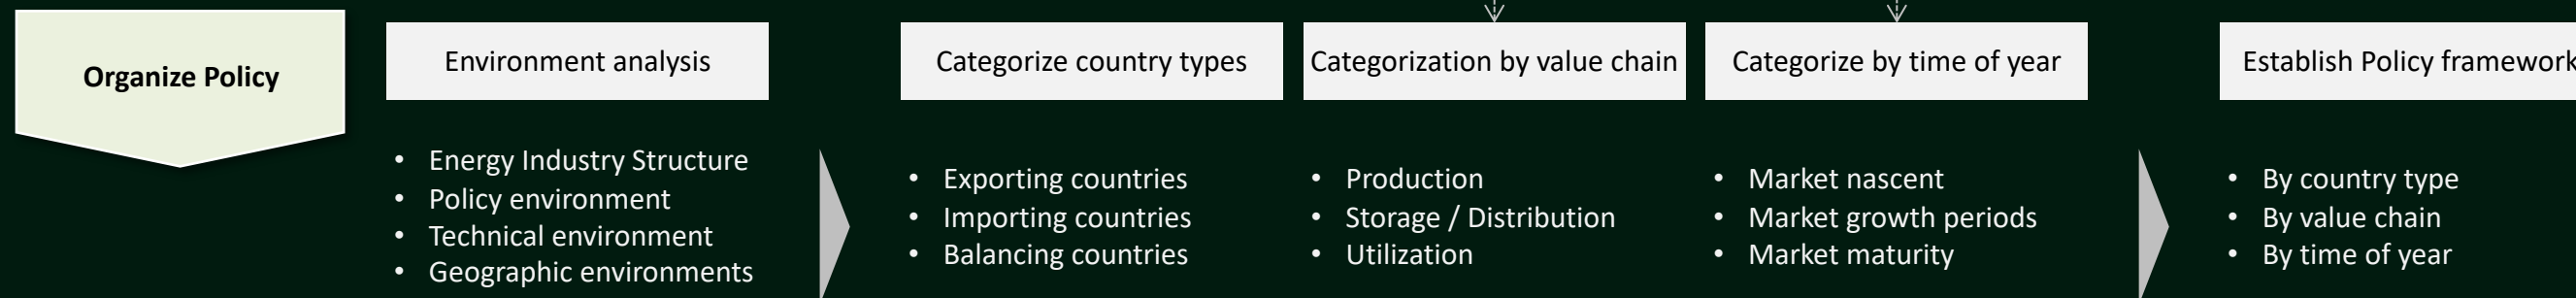 Organize Policy
Environment analysis
• Energy Industry Structure
• Policy environment
• Technical environment
• Geographic environments
Categorize country types
• Exporting countries
• Importing countries
• Balancing countries
Categorization by value chain
• Production
• Storage / Distribution
• Utilization
Categorize by time of year
• Market nascent
• Market growth periods
• Market maturity
Establish Policy framework
• By country type
• By value chain
• By time of year